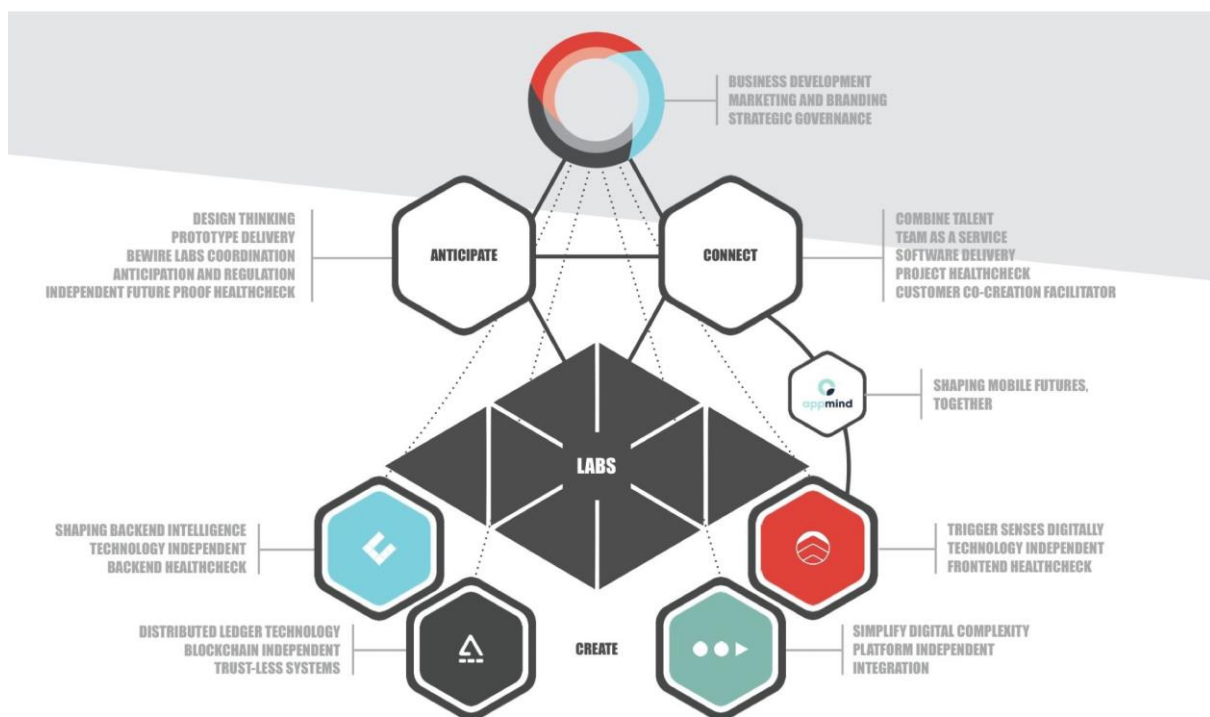 BUSINESS DEVELOPMENT
MARKETING AND BRANDING
STRATEGIC GOVERNANCE
DESIGN THINKING
PROTOTYPE DELIVERY
BEWIRE LABS COORDINATION
ANTICIPATION AND REGULATION
INDEPENDENT FUTURE PROOF HEALTHCHECK
ANTICIPATE
CONNECT
COMBINE TALENT
TEAM AS A SERVICE
SOFTWARE DELIVERY
PROJECT HEALTHCHECK
CUSTOMER CO-CREATION FACILITATOR
appmind
SHAPING MOBILE FUTURES,
TOGETHER
LABS
SHAPING BACKEND INTELLIGENCE
TECHNOLOGY INDEPENDENT
BACKEND HEALTHCHECK
TRIGGER SENSES DIGITALLY
TECHNOLOGY INDEPENDENT
FRONTEND HEALTHCHECK
DISTRIBUTED LEDGER TECHNOLOGY
BLOCKCHAIN INDEPENDENT
TRUST-LESS SYSTEMS
CREATE
SIMPLIFY DIGITAL COMPLEXITY
PLATFORM INDEPENDENT
INTEGRATION